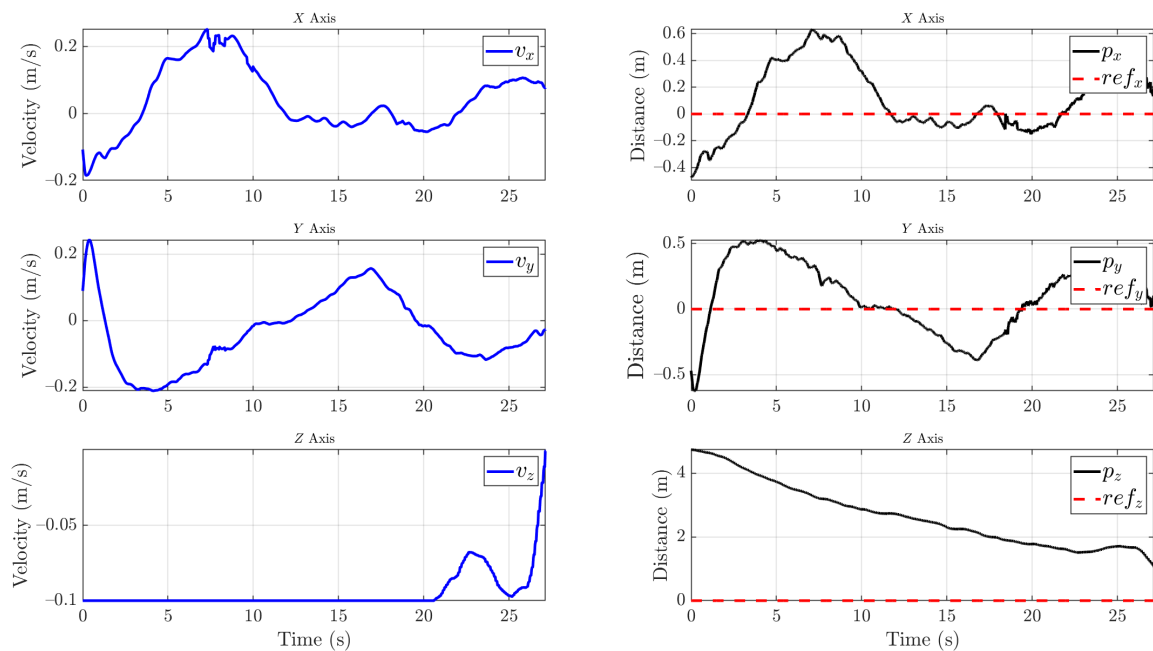 X Axis
Velocity (m/s)
0.2
0
−0.2
v_x
0 5 10 15 20 25
X Axis
Distance (m)
0.6
0.4
0.2
0
−0.2
−0.4
p_x
ref_x
0 5 10 15 20 25
Y Axis
Velocity (m/s)
0.2
0
−0.2
v_y
0 5 10 15 20 25
Y Axis
Distance (m)
0.5
0
−0.5
p_y
ref_y
0 5 10 15 20 25
Z Axis
Velocity (m/s)
−0.05
−0.1
v_z
0 5 10 15 20 25
Time (s)
Z Axis
Distance (m)
4
2
0
p_z
ref_z
0 5 10 15 20 25
Time (s)